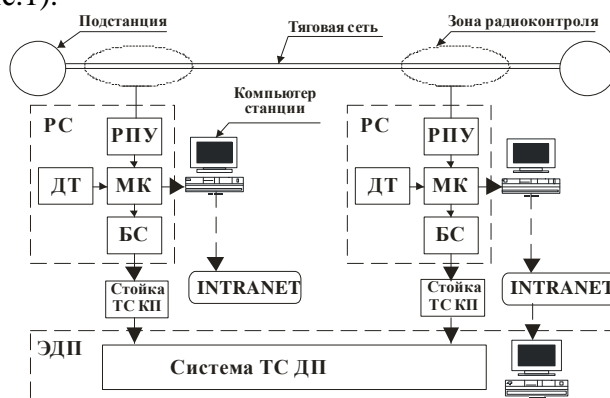 с.1).
Подстанция
Тяговая сеть
Зона радиоконтроля
Компьютер
станции
РС
РПУ
ДТ
МК
БС
РС
РПУ
ДТ
МК
БС
Стойка
ТС КП
INTRANET
Стойка
ТС КП
INTRANET
ЭДП
Система ТС ДП